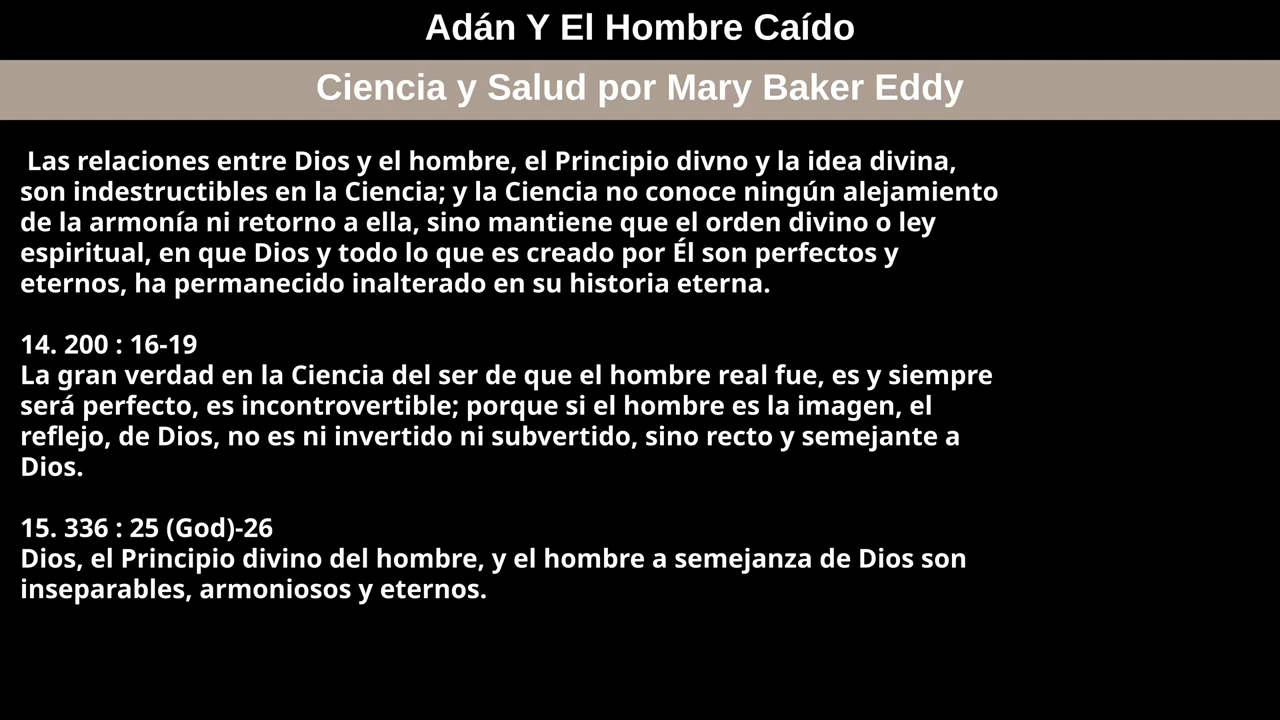 Adán Y El Hombre Caído
Ciencia y Salud por Mary Baker Eddy
Las relaciones entre Dios y el hombre, el Principio divno y la idea divina,
son indestructibles en la Ciencia; y la Ciencia no conoce ningún alejamiento
de la armonía ni retorno a ella, sino mantiene que el orden divino o ley
espiritual, en que Dios y todo lo que es creado por Él son perfectos y
eternos, ha permanecido inalterado en su historia eterna.
14. 200 : 16-19
La gran verdad en la Ciencia del ser de que el hombre real fue, es y siempre
será perfecto, es incontrovertible; porque si el hombre es la imagen, el
reflejo, de Dios, no es ni invertido ni subvertido, sino recto y semejante a
Dios.
15. 336 : 25 (God)-26
Dios, el Principio divino del hombre, y el hombre a semejanza de Dios son
inseparables, armoniosos y eternos.